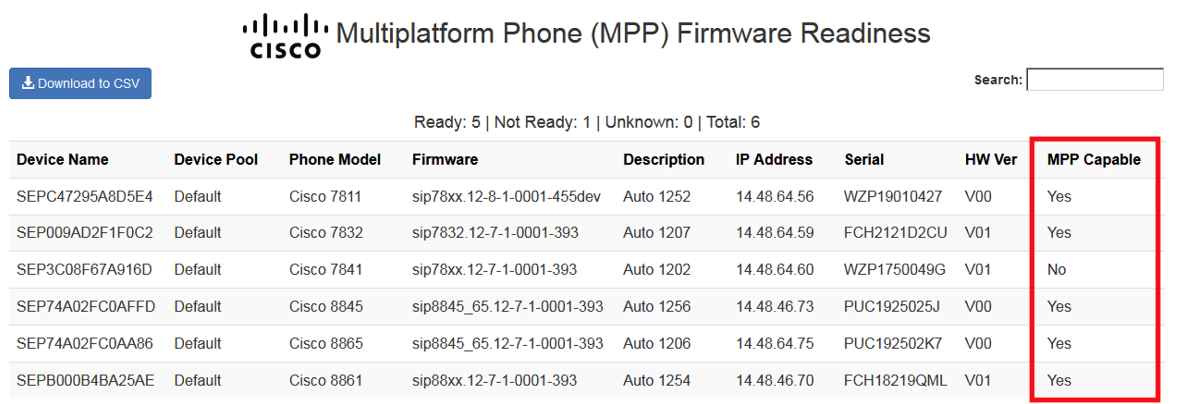 CISCO Multiplatform Phone (MPP) Firmware Readiness
Download to CSV Search:
Ready: 5 | Not Ready: 1 | Unknown: 0 | Total: 6
Device Name Device Pool Phone Model Firmware Description IP Address Serial HW Ver MPP Capable
SEPC47295A8D5E4 Default Cisco 7811 sip78xx.12-8-1-0001-455dev Auto 1252 14.48.64.56 WZP19010427 V00 Yes
SEP009AD2F1F0C2 Default Cisco 7832 sip7832.12-7-1-0001-393 Auto 1207 14.48.64.59 FCH2121D2CU V01 Yes
SEP3C08F67A916D Default Cisco 7841 sip78xx.12-7-1-0001-393 Auto 1202 14.48.64.60 WZP1750049G V01 No
SEP74A02FC0AFFD Default Cisco 8845 sip8845_65.12-7-1-0001-393 Auto 1256 14.48.46.73 PUC1925025J V00 Yes
SEP74A02FC0AA86 Default Cisco 8865 sip8845_65.12-7-1-0001-393 Auto 1206 14.48.64.75 PUC192502K7 V00 Yes
SEPB000B4BA25AE Default Cisco 8861 sip88xx.12-7-1-0001-393 Auto 1254 14.48.46.70 FCH18219QML V01 Yes